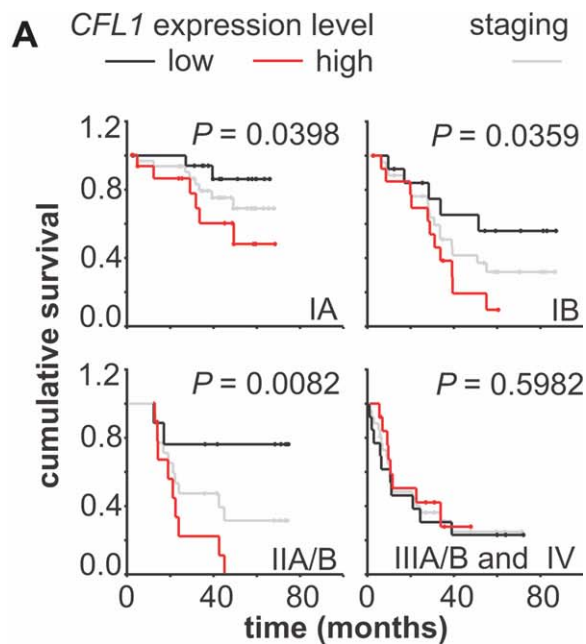 A
CFL1 expression level staging
low high
1.2
0.8
0.4
0.0
P = 0.0398
IA
P = 0.0359
IB
1.2
0.8
0.4
0.0
P = 0.0082
IIA/B
P = 0.5982
IIIA/B and IV
0 40 80 0 40 80
cumulative survival
time (months)